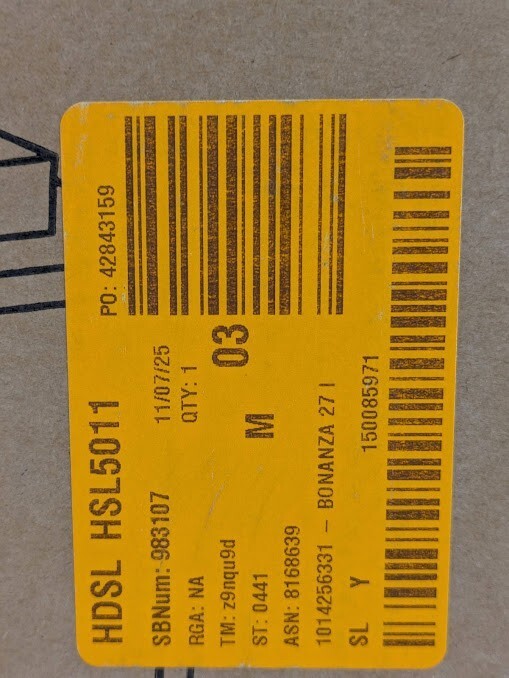 HDSL HSL5011
PO: 42843159
SBNum: 983107
11/07/25
RGA: NA
QTY: 1
TM: z9nqu9d
03
ST: 0441
M
ASN: 8168639
1014256331 - BONANZA 27 I
SL Y
150085971